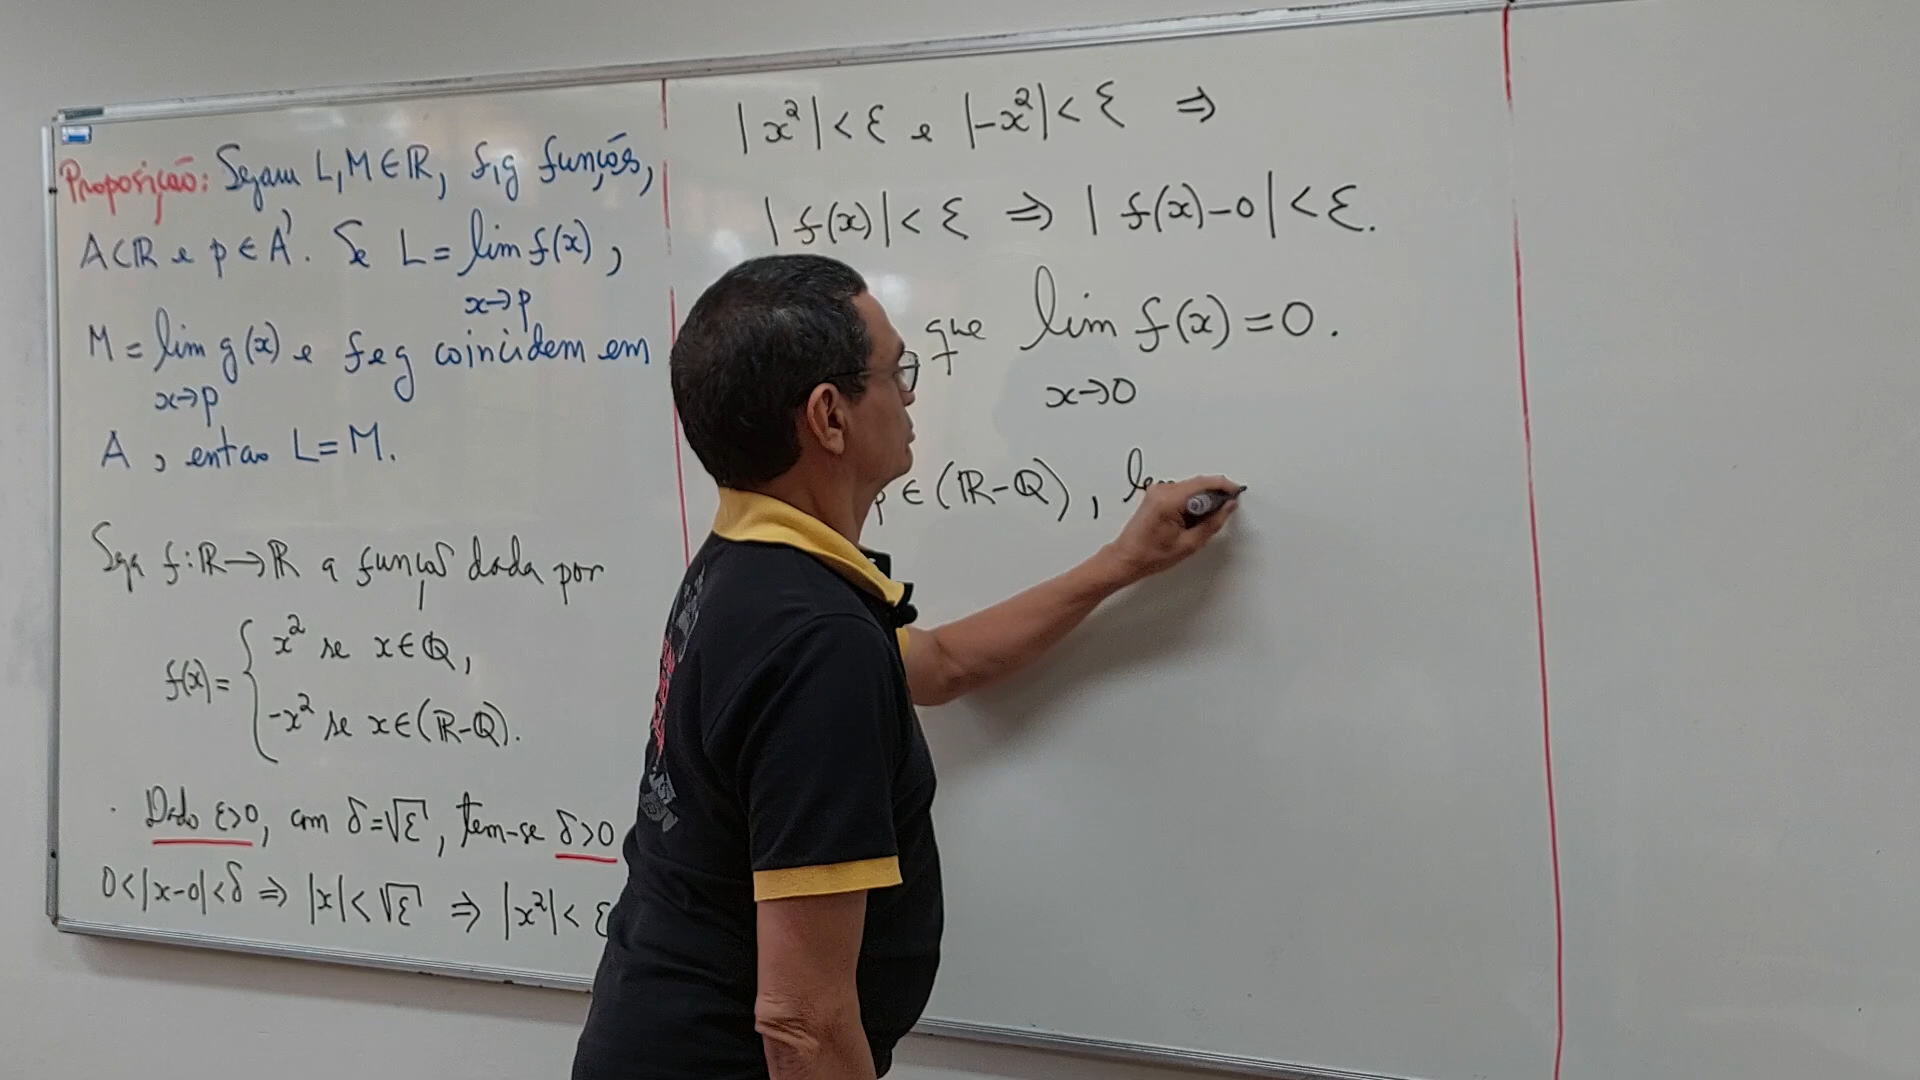 Proposição: Sejam L, M ∈ ℝ, f, g funções,
A⊂ℝ e p ∈ A'. Se L = lim f(x),
x→p
M = lim g(x) e f e g coincidem em
x→p
A, então L = M.
Seja f: ℝ→ℝ a função dada por
f(x) = { x² se x ∈ ℚ,
-x² se x ∈ (ℝ-ℚ).
· Dado ε>0, com δ=√ε, tem-se δ>0
0<|x-0|<δ ⇒ |x|<√ε ⇒ |x²|< ε
|x²|<ε e |-x²|<ε ⇒
|f(x)|<ε ⇒ |f(x)-0|<ε.
que lim f(x) = 0.
x→0
p ∈ (ℝ-ℚ),